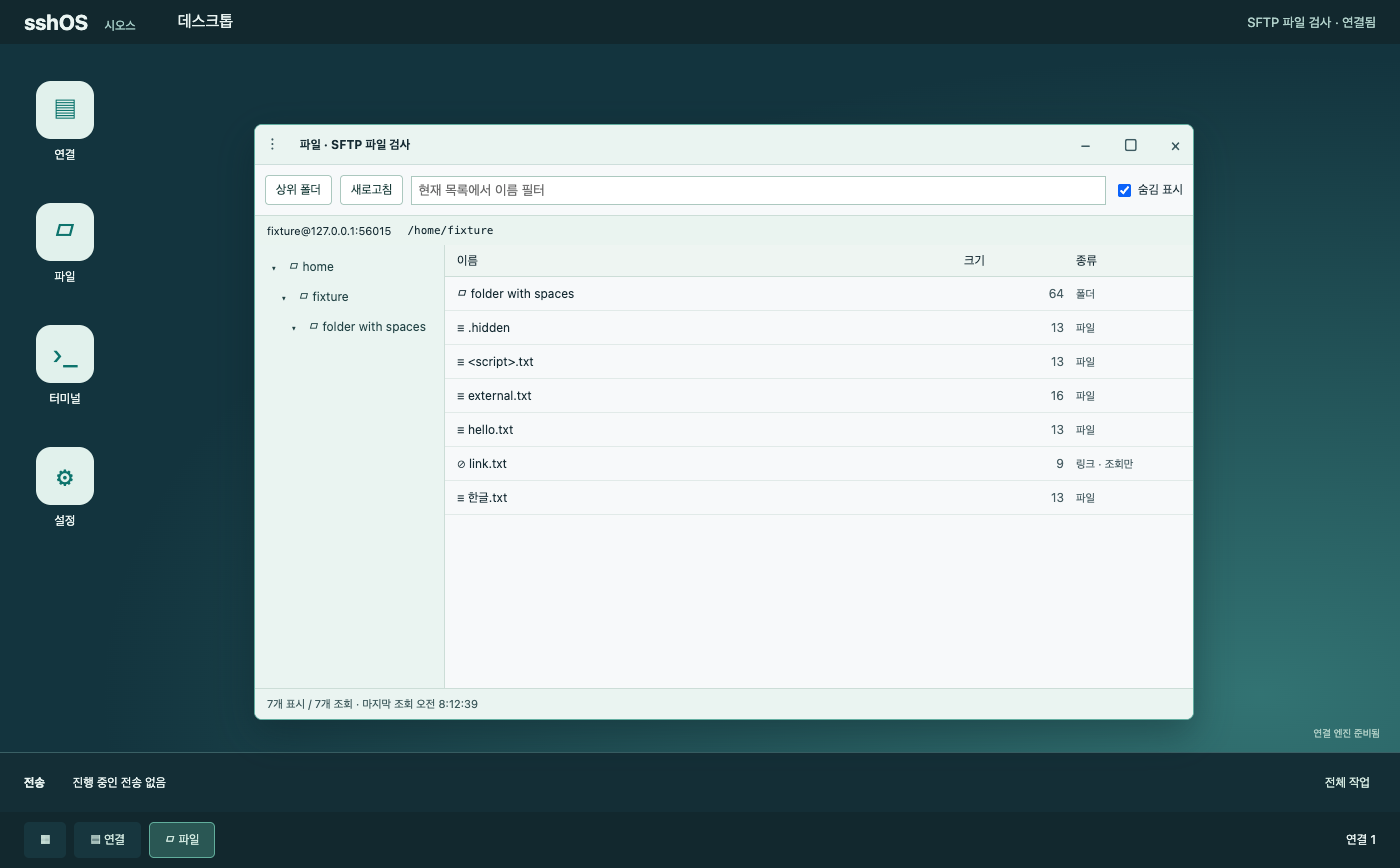 sshOS 시오스 데스크톱 SFTP 파일 검사 · 연결됨
연결
파일
터미널
설정
파일 · SFTP 파일 검사
상위 폴더 새로고침 현재 목록에서 이름 필터 숨김 표시
fixture@127.0.0.1:56015 /home/fixture
home
fixture
folder with spaces
이름 크기 종류
folder with spaces 64 폴더
.hidden 13 파일
<script>.txt 13 파일
external.txt 16 파일
hello.txt 13 파일
link.txt 9 링크 · 조회만
한글.txt 13 파일
7개 표시 / 7개 조회 · 마지막 조회 오전 8:12:39
연결 엔진 준비됨
전송 진행 중인 전송 없음 전체 작업
연결 파일 연결 1